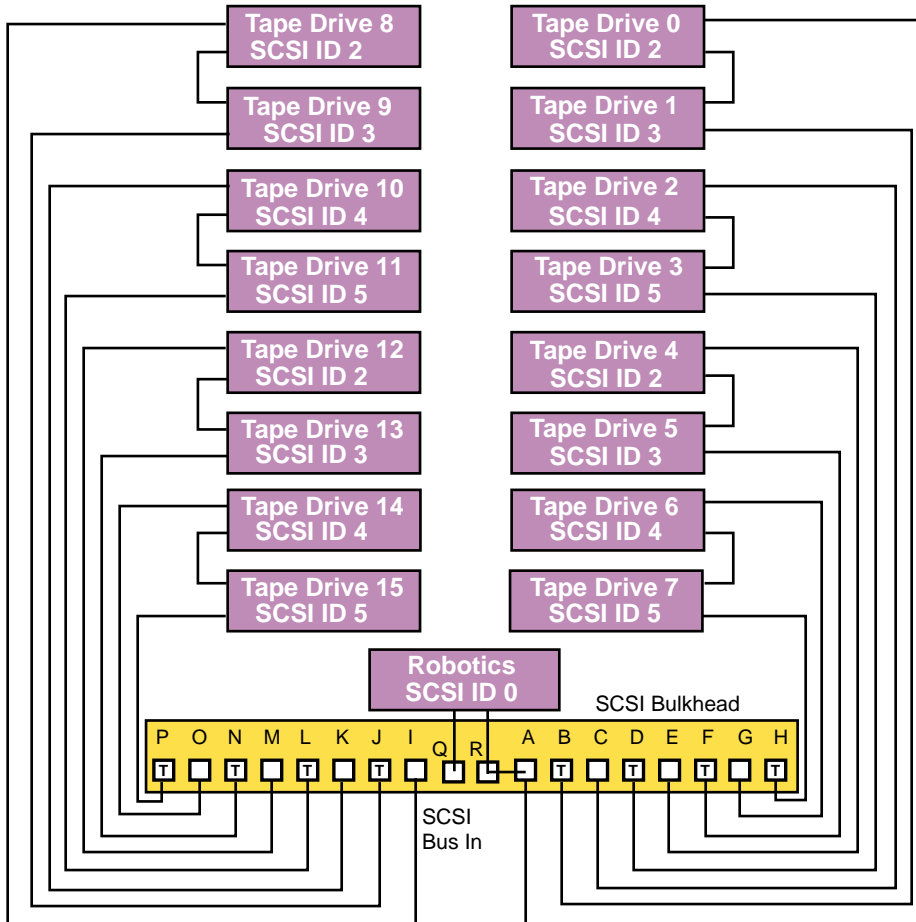 Tape Drive 8
SCSI ID 2
Tape Drive 0
SCSI ID 2
Tape Drive 9
SCSI ID 3
Tape Drive 1
SCSI ID 3
Tape Drive 10
SCSI ID 4
Tape Drive 2
SCSI ID 4
Tape Drive 11
SCSI ID 5
Tape Drive 3
SCSI ID 5
Tape Drive 12
SCSI ID 2
Tape Drive 4
SCSI ID 2
Tape Drive 13
SCSI ID 3
Tape Drive 5
SCSI ID 3
Tape Drive 14
SCSI ID 4
Tape Drive 6
SCSI ID 4
Tape Drive 15
SCSI ID 5
Tape Drive 7
SCSI ID 5
Robotics
SCSI ID 0
SCSI Bulkhead
P O N M L K J I Q R A B C D E F G H
T T T T T T T T
SCSI
Bus In